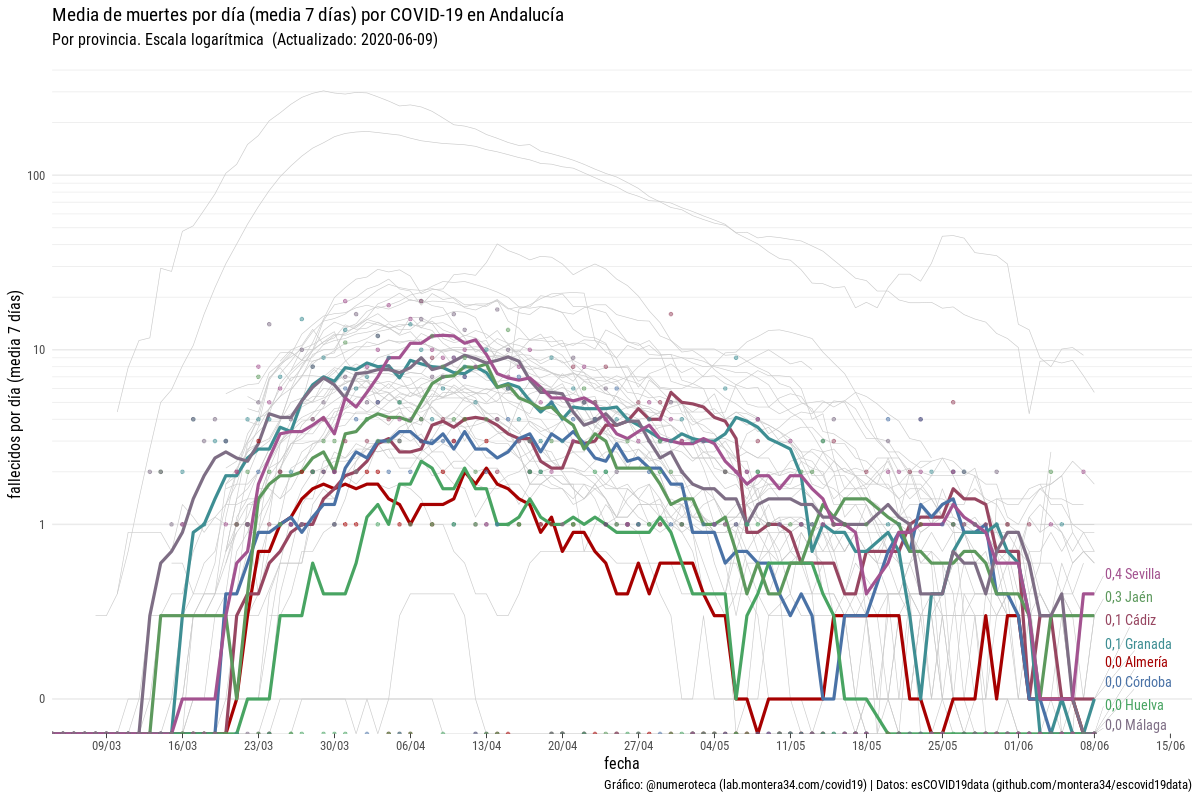 Media de muertes por día (media 7 días) por COVID-19 en Andalucía
Por provincia. Escala logarítmica (Actualizado: 2020-06-09)
fallecidos por día (media 7 días)
100
10
1
0
0,4 Sevilla
0,3 Jaén
0,1 Cádiz
0,1 Granada
0,0 Almería
0,0 Córdoba
0,0 Huelva
0,0 Málaga
09/03 16/03 23/03 30/03 06/04 13/04 20/04 27/04 04/05 11/05 18/05 25/05 01/06 08/06 15/06
fecha
Gráfico: @numeroteca (lab.montera34.com/covid19) | Datos: esCOVID19data (github.com/montera34/escovid19data)